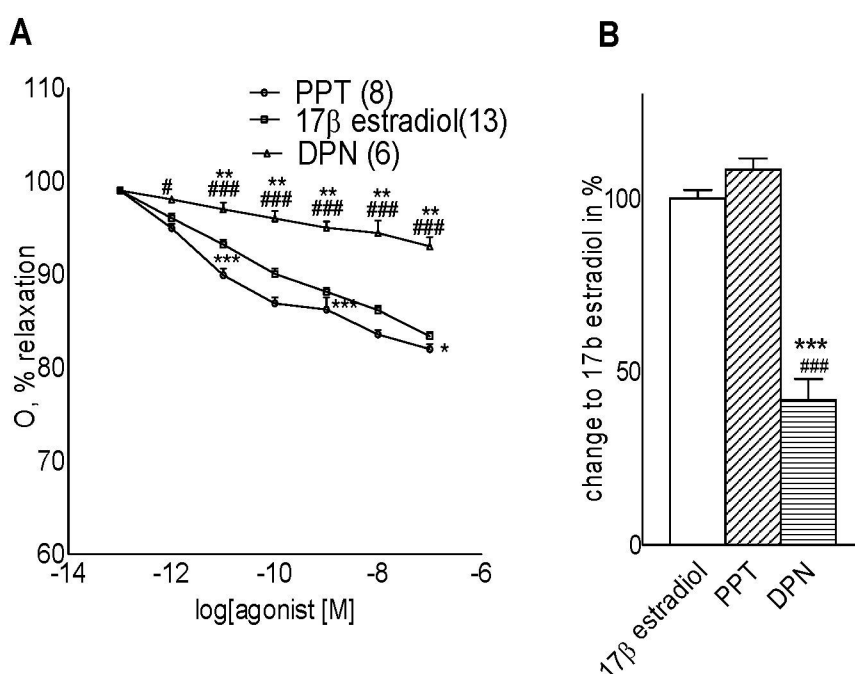 A
B
110
100
90
80
70
60
O, % relaxation
PPT (8)
17β estradiol(13)
DPN (6)
#
**
###
**
###
**
###
**
###
**
###
***
***
*
-14
-12
-10
-8
-6
log[agonist [M]
change to 17b estradiol in %
100
50
0
***
###
17β estradiol
PPT
DPN